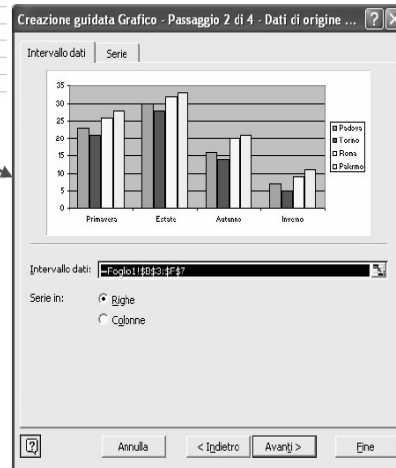 Creazione guidata Grafico - Passaggio 2 di 4 - Dati di origine ...
Intervallo dati
Serie
35
30
25
20
15
10
5
0
Primavera
Estate
Autunno
Inverno
Padova
Torino
Roma
Palermo
Intervallo dati:
=Foglio1!$B$3:$F$7
Serie in:
Righe
Colonne
Annulla
< Indietro
Avanti >
Fine